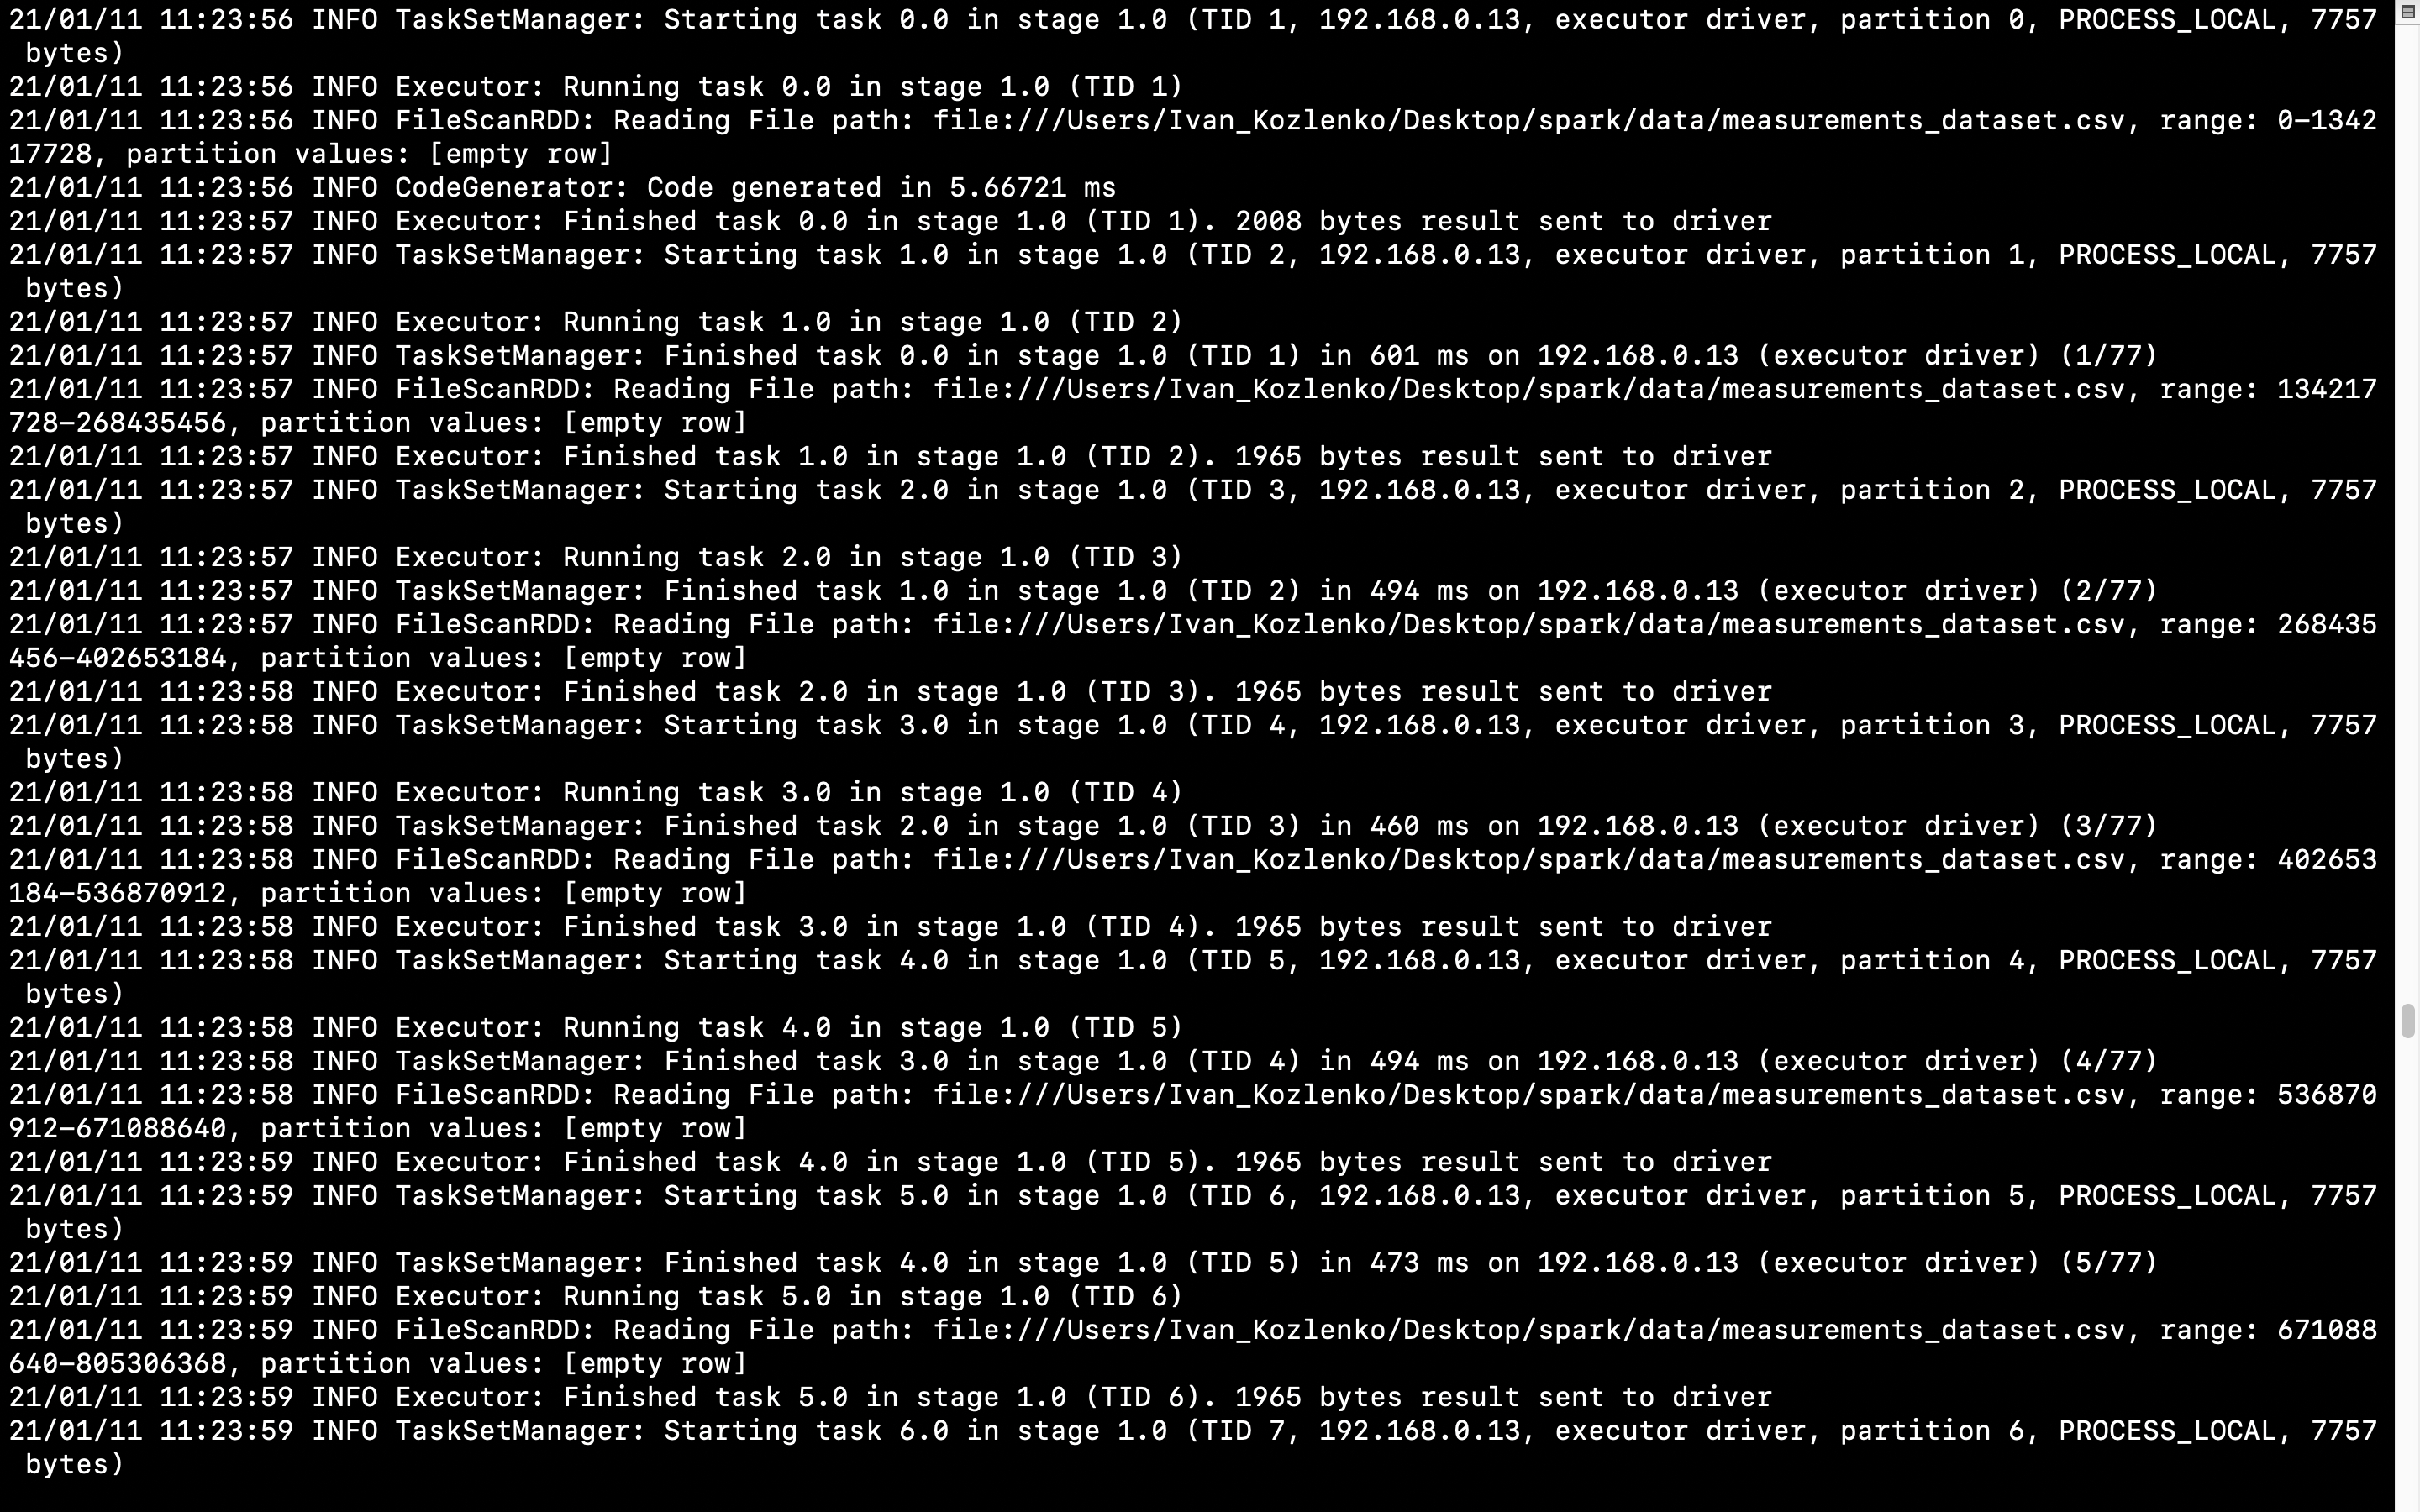 21/01/11 11:23:56 INFO TaskSetManager: Starting task 0.0 in stage 1.0 (TID 1, 192.168.0.13, executor driver, partition 0, PROCESS_LOCAL, 7757
 bytes)
21/01/11 11:23:56 INFO Executor: Running task 0.0 in stage 1.0 (TID 1)
21/01/11 11:23:56 INFO FileScanRDD: Reading File path: file:///Users/Ivan_Kozlenko/Desktop/spark/data/measurements_dataset.csv, range: 0-1342
17728, partition values: [empty row]
21/01/11 11:23:56 INFO CodeGenerator: Code generated in 5.66721 ms
21/01/11 11:23:57 INFO Executor: Finished task 0.0 in stage 1.0 (TID 1). 2008 bytes result sent to driver
21/01/11 11:23:57 INFO TaskSetManager: Starting task 1.0 in stage 1.0 (TID 2, 192.168.0.13, executor driver, partition 1, PROCESS_LOCAL, 7757
 bytes)
21/01/11 11:23:57 INFO Executor: Running task 1.0 in stage 1.0 (TID 2)
21/01/11 11:23:57 INFO TaskSetManager: Finished task 0.0 in stage 1.0 (TID 1) in 601 ms on 192.168.0.13 (executor driver) (1/77)
21/01/11 11:23:57 INFO FileScanRDD: Reading File path: file:///Users/Ivan_Kozlenko/Desktop/spark/data/measurements_dataset.csv, range: 134217
728-268435456, partition values: [empty row]
21/01/11 11:23:57 INFO Executor: Finished task 1.0 in stage 1.0 (TID 2). 1965 bytes result sent to driver
21/01/11 11:23:57 INFO TaskSetManager: Starting task 2.0 in stage 1.0 (TID 3, 192.168.0.13, executor driver, partition 2, PROCESS_LOCAL, 7757
 bytes)
21/01/11 11:23:57 INFO Executor: Running task 2.0 in stage 1.0 (TID 3)
21/01/11 11:23:57 INFO TaskSetManager: Finished task 1.0 in stage 1.0 (TID 2) in 494 ms on 192.168.0.13 (executor driver) (2/77)
21/01/11 11:23:57 INFO FileScanRDD: Reading File path: file:///Users/Ivan_Kozlenko/Desktop/spark/data/measurements_dataset.csv, range: 268435
456-402653184, partition values: [empty row]
21/01/11 11:23:58 INFO Executor: Finished task 2.0 in stage 1.0 (TID 3). 1965 bytes result sent to driver
21/01/11 11:23:58 INFO TaskSetManager: Starting task 3.0 in stage 1.0 (TID 4, 192.168.0.13, executor driver, partition 3, PROCESS_LOCAL, 7757
 bytes)
21/01/11 11:23:58 INFO Executor: Running task 3.0 in stage 1.0 (TID 4)
21/01/11 11:23:58 INFO TaskSetManager: Finished task 2.0 in stage 1.0 (TID 3) in 460 ms on 192.168.0.13 (executor driver) (3/77)
21/01/11 11:23:58 INFO FileScanRDD: Reading File path: file:///Users/Ivan_Kozlenko/Desktop/spark/data/measurements_dataset.csv, range: 402653
184-536870912, partition values: [empty row]
21/01/11 11:23:58 INFO Executor: Finished task 3.0 in stage 1.0 (TID 4). 1965 bytes result sent to driver
21/01/11 11:23:58 INFO TaskSetManager: Starting task 4.0 in stage 1.0 (TID 5, 192.168.0.13, executor driver, partition 4, PROCESS_LOCAL, 7757
 bytes)
21/01/11 11:23:58 INFO Executor: Running task 4.0 in stage 1.0 (TID 5)
21/01/11 11:23:58 INFO TaskSetManager: Finished task 3.0 in stage 1.0 (TID 4) in 494 ms on 192.168.0.13 (executor driver) (4/77)
21/01/11 11:23:58 INFO FileScanRDD: Reading File path: file:///Users/Ivan_Kozlenko/Desktop/spark/data/measurements_dataset.csv, range: 536870
912-671088640, partition values: [empty row]
21/01/11 11:23:59 INFO Executor: Finished task 4.0 in stage 1.0 (TID 5). 1965 bytes result sent to driver
21/01/11 11:23:59 INFO TaskSetManager: Starting task 5.0 in stage 1.0 (TID 6, 192.168.0.13, executor driver, partition 5, PROCESS_LOCAL, 7757
 bytes)
21/01/11 11:23:59 INFO TaskSetManager: Finished task 4.0 in stage 1.0 (TID 5) in 473 ms on 192.168.0.13 (executor driver) (5/77)
21/01/11 11:23:59 INFO Executor: Running task 5.0 in stage 1.0 (TID 6)
21/01/11 11:23:59 INFO FileScanRDD: Reading File path: file:///Users/Ivan_Kozlenko/Desktop/spark/data/measurements_dataset.csv, range: 671088
640-805306368, partition values: [empty row]
21/01/11 11:23:59 INFO Executor: Finished task 5.0 in stage 1.0 (TID 6). 1965 bytes result sent to driver
21/01/11 11:23:59 INFO TaskSetManager: Starting task 6.0 in stage 1.0 (TID 7, 192.168.0.13, executor driver, partition 6, PROCESS_LOCAL, 7757
 bytes)